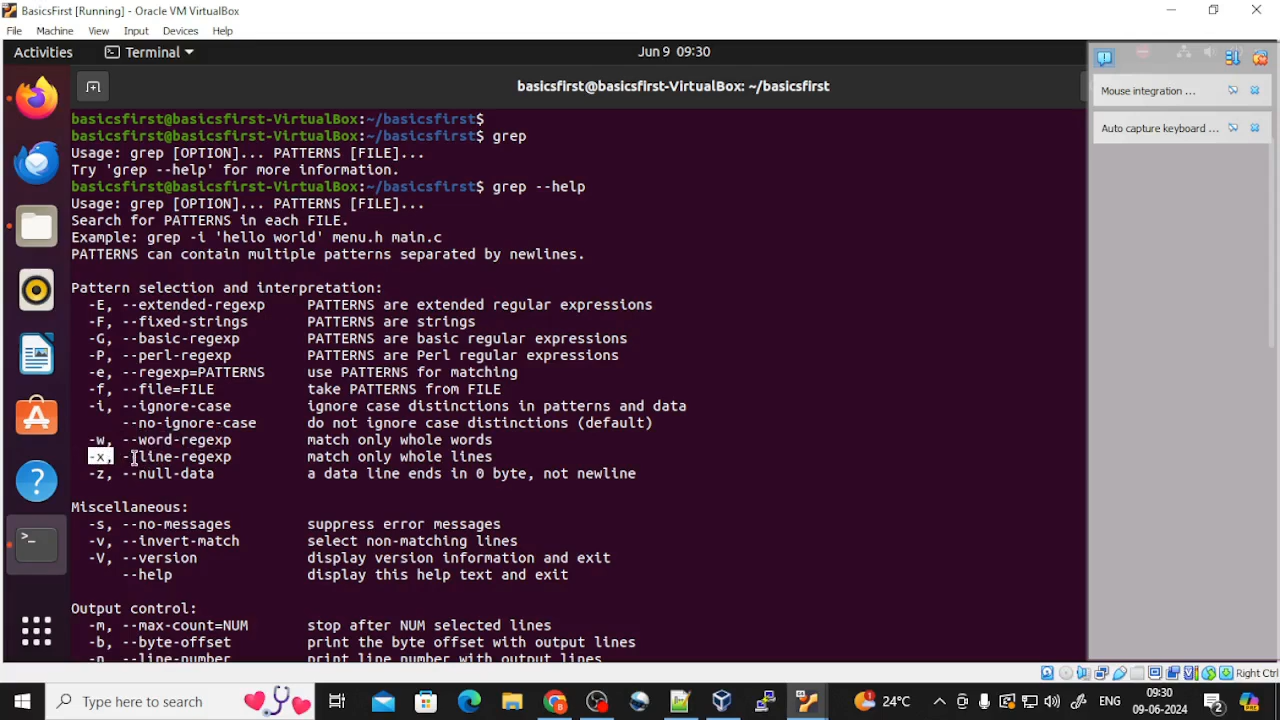 BasicsFirst [Running] - Oracle VM VirtualBox
File Machine View Input Devices Help
Activities Terminal Jun 9 09:30
basicsfirst@basicsfirst-VirtualBox: ~/basicsfirst
Mouse integration ...
Auto capture keyboard ...
basicsfirst@basicsfirst-VirtualBox:~/basicsfirst$
basicsfirst@basicsfirst-VirtualBox:~/basicsfirst$ grep
Usage: grep [OPTION]... PATTERNS [FILE]...
Try 'grep --help' for more information.
basicsfirst@basicsfirst-VirtualBox:~/basicsfirst$ grep --help
Usage: grep [OPTION]... PATTERNS [FILE]...
Search for PATTERNS in each FILE.
Example: grep -i 'hello world' menu.h main.c
PATTERNS can contain multiple patterns separated by newlines.
Pattern selection and interpretation:
-E, --extended-regexp PATTERNS are extended regular expressions
-F, --fixed-strings PATTERNS are strings
-G, --basic-regexp PATTERNS are basic regular expressions
-P, --perl-regexp PATTERNS are Perl regular expressions
-e, --regexp=PATTERNS use PATTERNS for matching
-f, --file=FILE take PATTERNS from FILE
-i, --ignore-case ignore case distinctions in patterns and data
--no-ignore-case do not ignore case distinctions (default)
-w, --word-regexp match only whole words
-x, --line-regexp match only whole lines
-z, --null-data a data line ends in 0 byte, not newline
Miscellaneous:
-s, --no-messages suppress error messages
-v, --invert-match select non-matching lines
-V, --version display version information and exit
--help display this help text and exit
Output control:
-m, --max-count=NUM stop after NUM selected lines
-b, --byte-offset print the byte offset with output lines
-n, --line-number print line number with output lines
Right Ctrl
Type here to search
24°C
ENG
09:30
09-06-2024
2